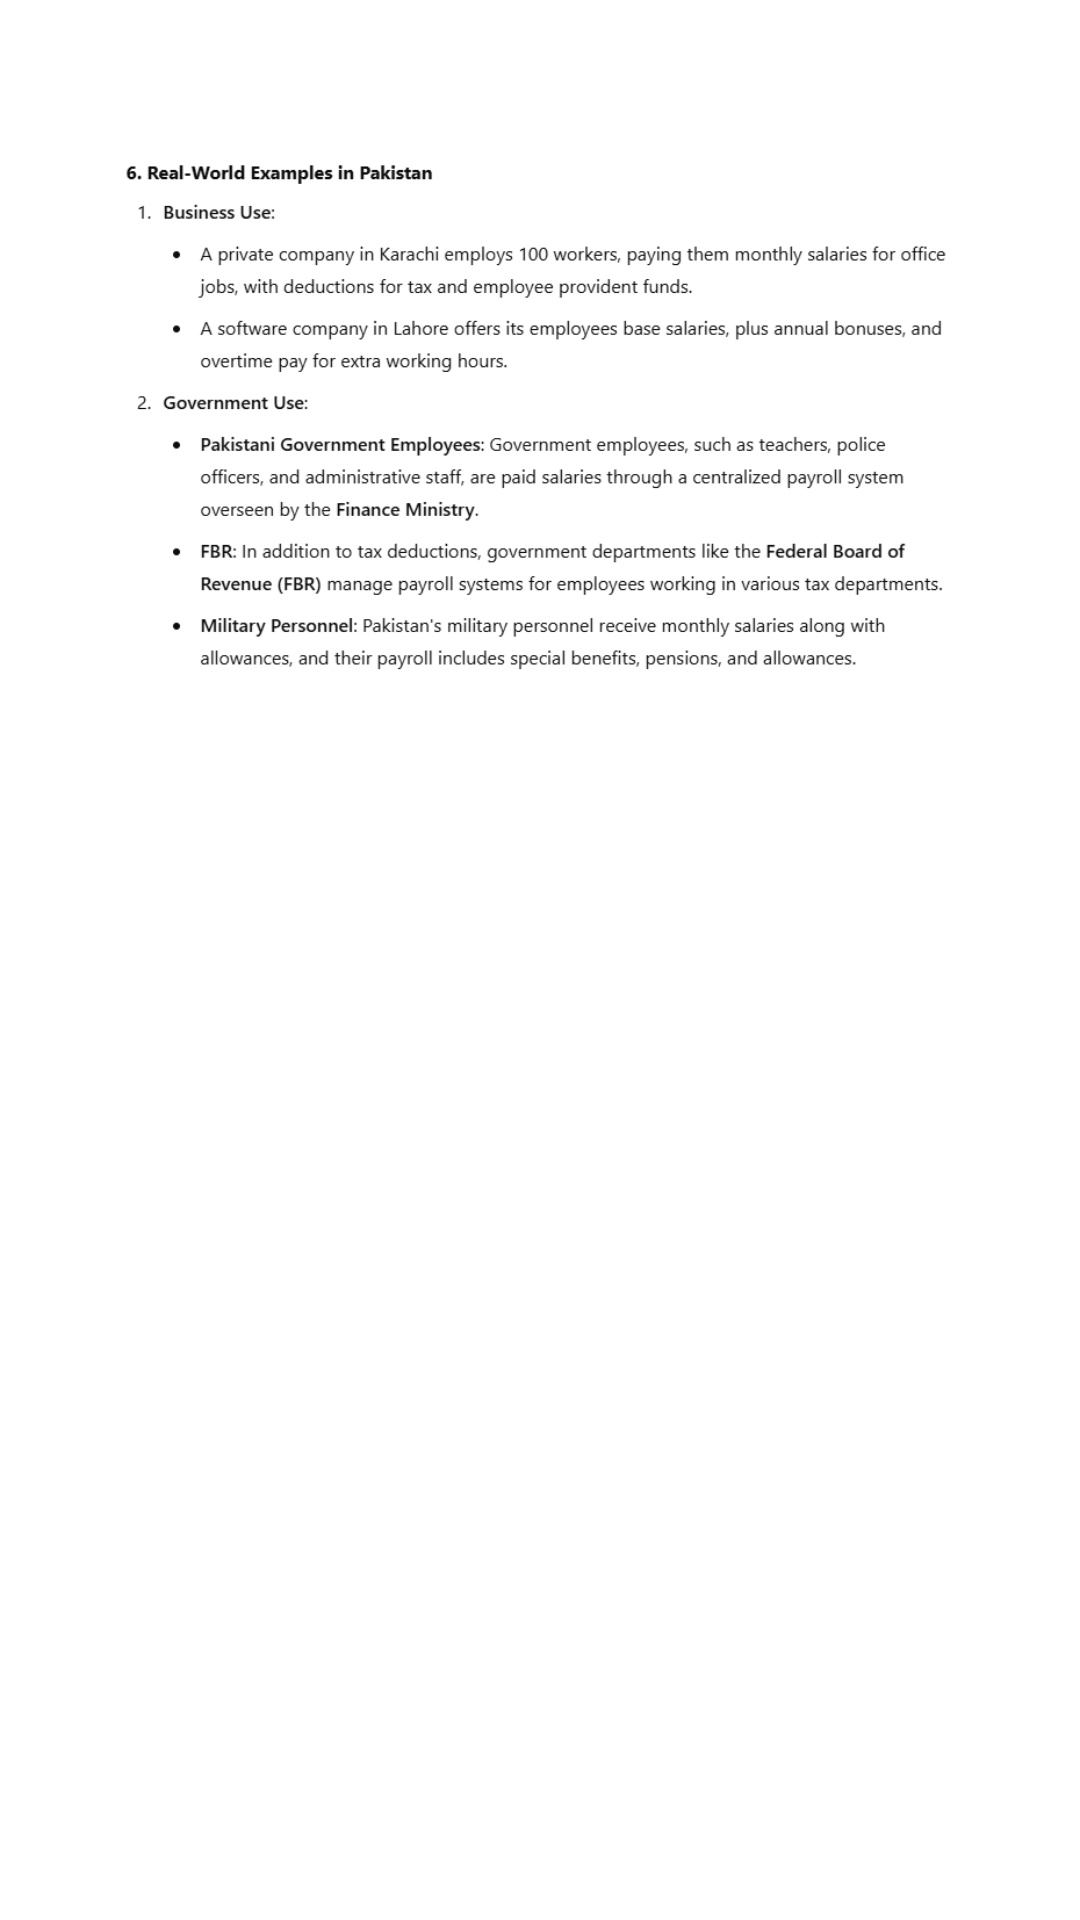 6. Real-World Examples in Pakistan
1. Business Use:
• A private company in Karachi employs 100 workers, paying them monthly salaries for office
jobs, with deductions for tax and employee provident funds.
• A software company in Lahore offers its employees base salaries, plus annual bonuses, and
overtime pay for extra working hours.
2. Government Use:
• Pakistani Government Employees: Government employees, such as teachers, police
officers, and administrative staff, are paid salaries through a centralized payroll system
overseen by the Finance Ministry.
• FBR: In addition to tax deductions, government departments like the Federal Board of
Revenue (FBR) manage payroll systems for employees working in various tax departments.
• Military Personnel: Pakistan's military personnel receive monthly salaries along with
allowances, and their payroll includes special benefits, pensions, and allowances.